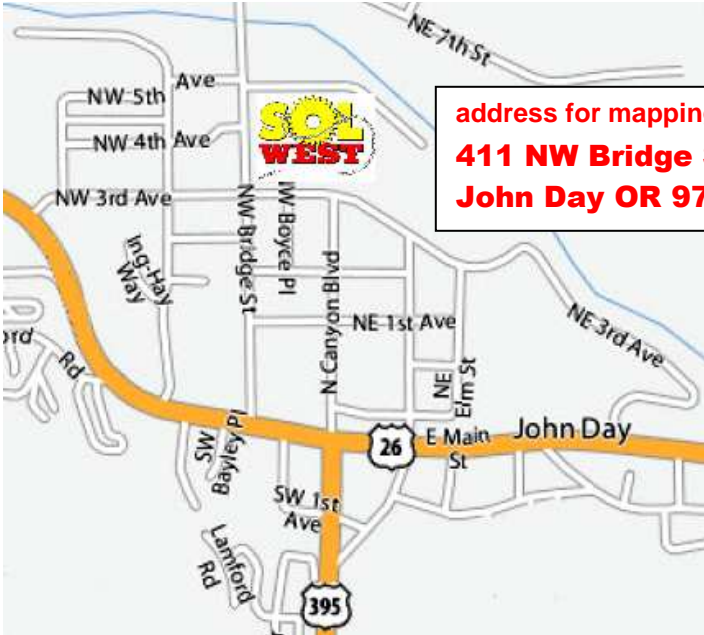 NE 7th St
NW 5th Ave
SOL
WEST
address for mapping
411 NW Bridge
John Day OR 97
NW 4th Ave
NW 3rd Ave
NW Bridge St
W Boyce Pl
Ing-Hay
Way
N Canyon Blvd
NE 1st Ave
NE 3rd Ave
NE
Elm St
ord
Rd
SW
Bayley Pl
26
E Main
St
John Day
SW 1st
Ave
Lamford
Rd
395